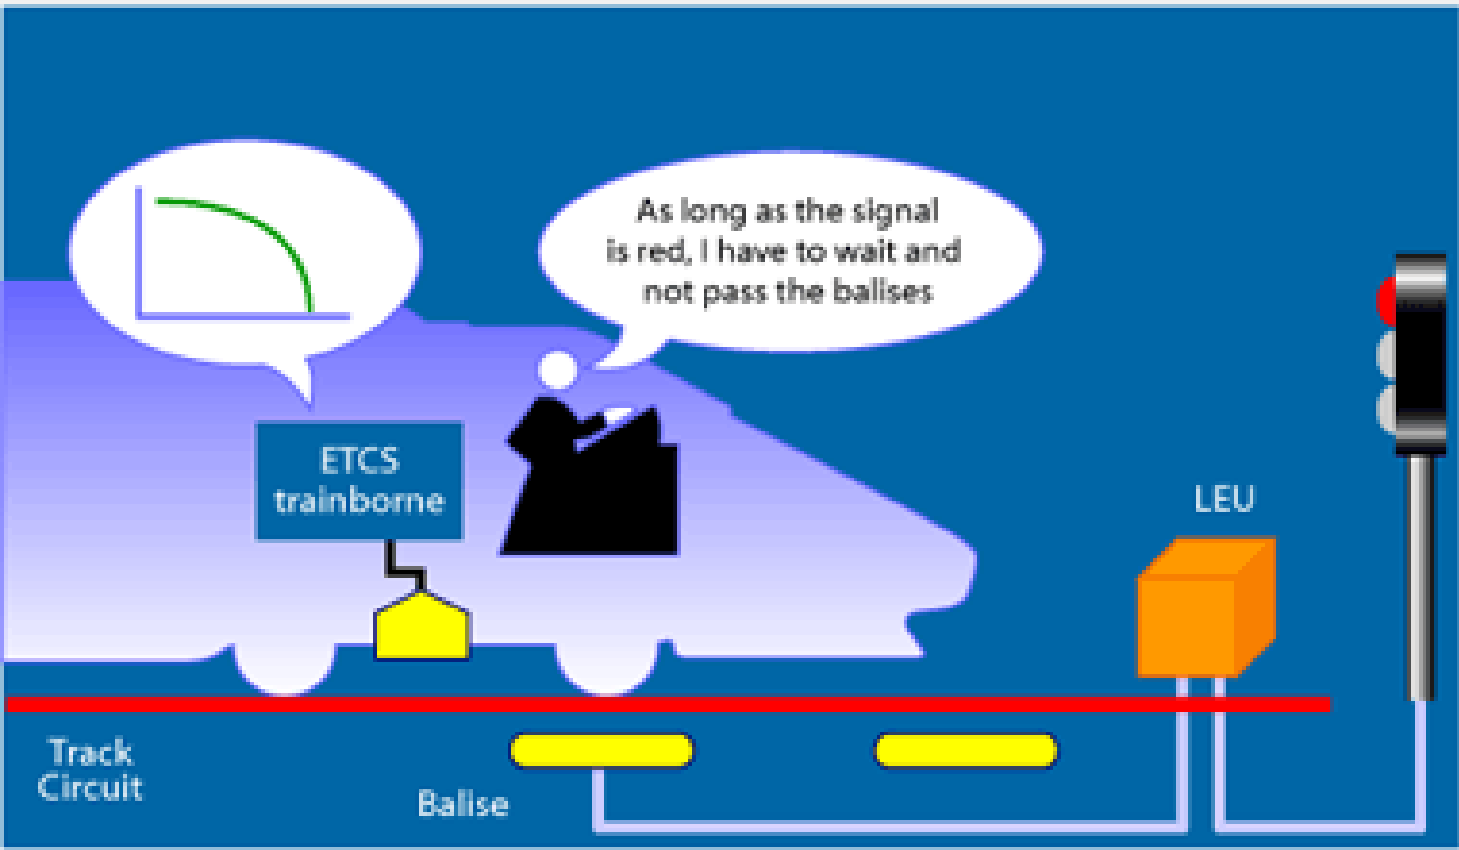 As long as the signal
is red, I have to wait and
not pass the balises
ETCS
trainborne
LEU
Track
Circuit
Balise